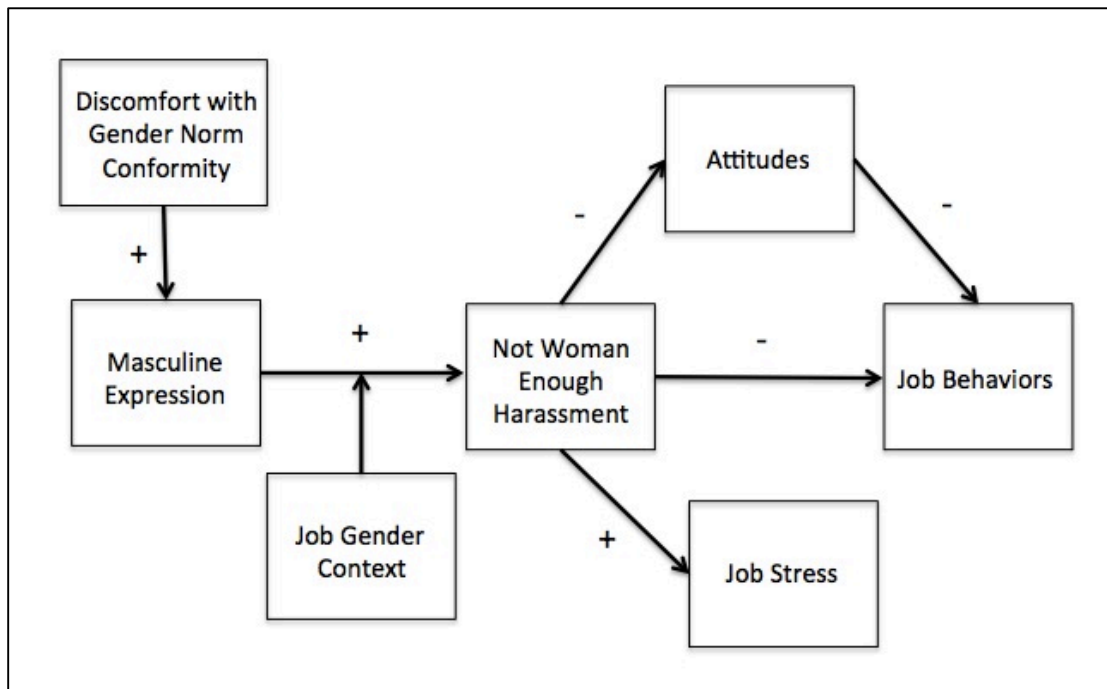 Discomfort with
Gender Norm
Conformity
+
Masculine
Expression
+
Job Gender
Context
Not Woman
Enough
Harassment
-
Attitudes
-
-
Job Behaviors
+
Job Stress